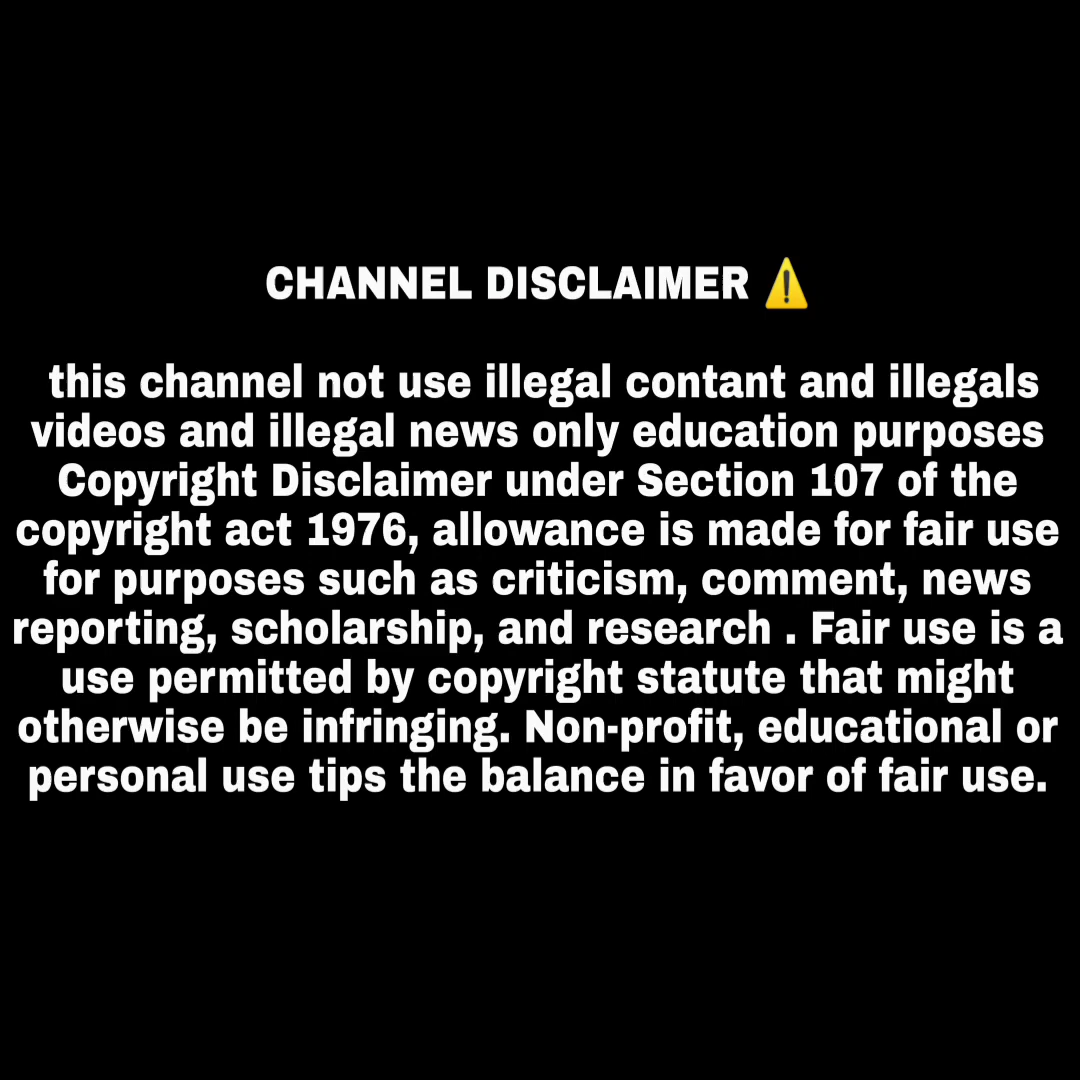 CHANNEL DISCLAIMER ⚠️
this channel not use illegal contant and illegals
videos and illegal news only education purposes
Copyright Disclaimer under Section 107 of the
copyright act 1976, allowance is made for fair use
for purposes such as criticism, comment, news
reporting, scholarship, and research . Fair use is a
use permitted by copyright statute that might
otherwise be infringing. Non-profit, educational or
personal use tips the balance in favor of fair use.